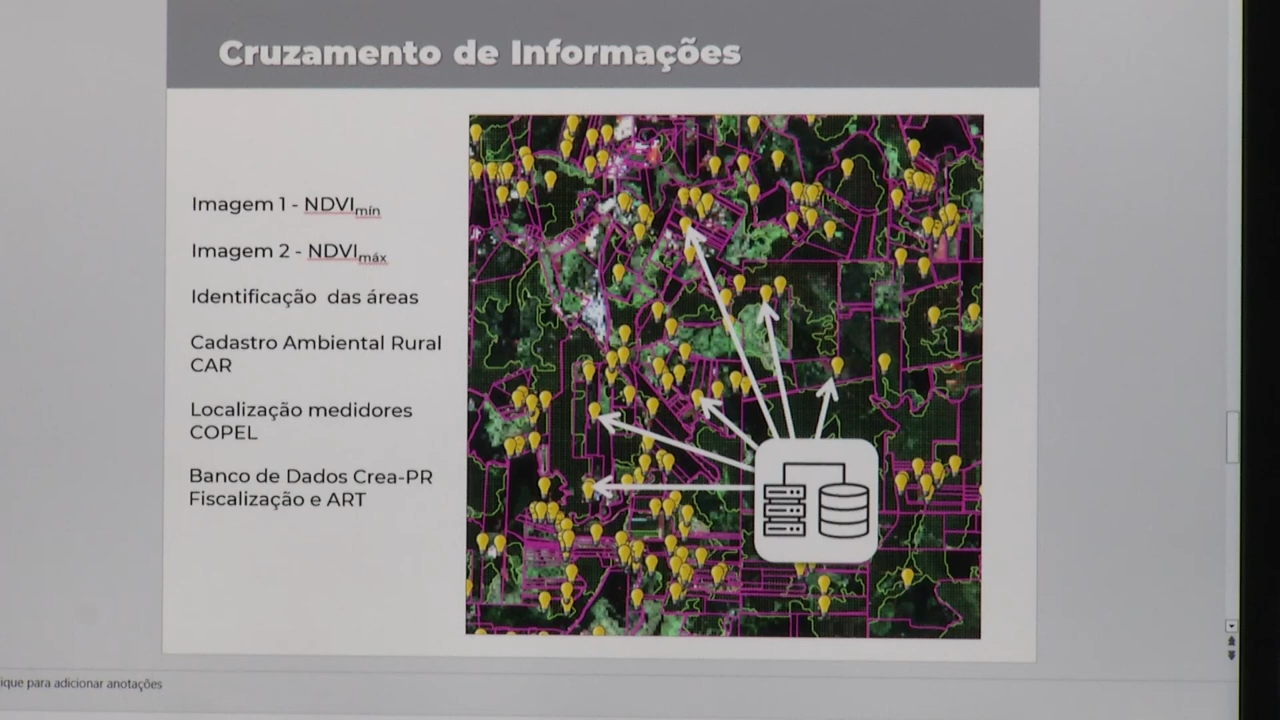 Cruzamento de Informações
Imagem 1 - NDVImín
Imagem 2 - NDVImáx
Identificação das áreas
Cadastro Ambiental Rural
CAR
Localização medidores
COPEL
Banco de Dados Crea-PR
Fiscalização e ART
ique para adicionar anotações